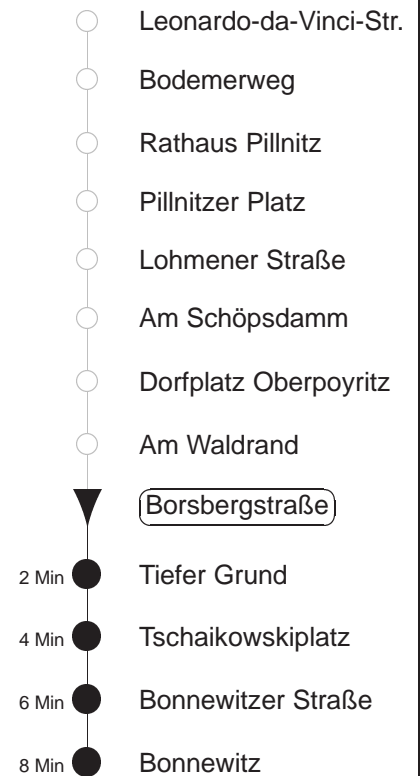 Leonardo-da-Vinci-Str.
Bodemerweg
Rathaus Pillnitz
Pillnitzer Platz
Lohmener Straße
Am Schöpsdamm
Dorfplatz Oberpoyritz
Am Waldrand
Borsbergstraße
2 Min Tiefer Grund
4 Min Tschaikowskiplatz
6 Min Bonnewitzer Straße
8 Min Bonnewitz